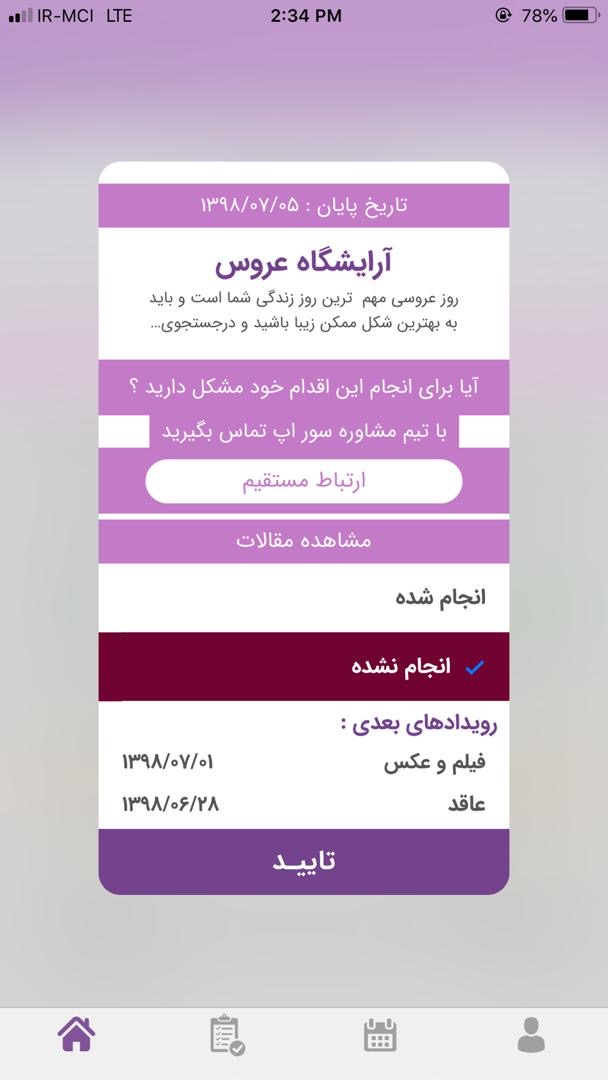 IR-MCI LTE 2:34 PM 78%
تاریخ پایان : ۱۳۹۸/۰۷/۰۵
آرایشگاه عروس
روز عروسی مهم ترین روز زندگی شما است و باید
به بهترین شکل ممکن زیبا باشید و درجستجوی...
آیا برای انجام این اقدام خود مشکل دارید ؟
با تیم مشاوره سور اپ تماس بگیرید
ارتباط مستقیم
مشاهده مقالات
انجام شده
انجام نشده
رویدادهای بعدی :
فیلم و عکس ۱۳۹۸/۰۷/۰۱
عاقد ۱۳۹۸/۰۶/۲۸
تاییـد